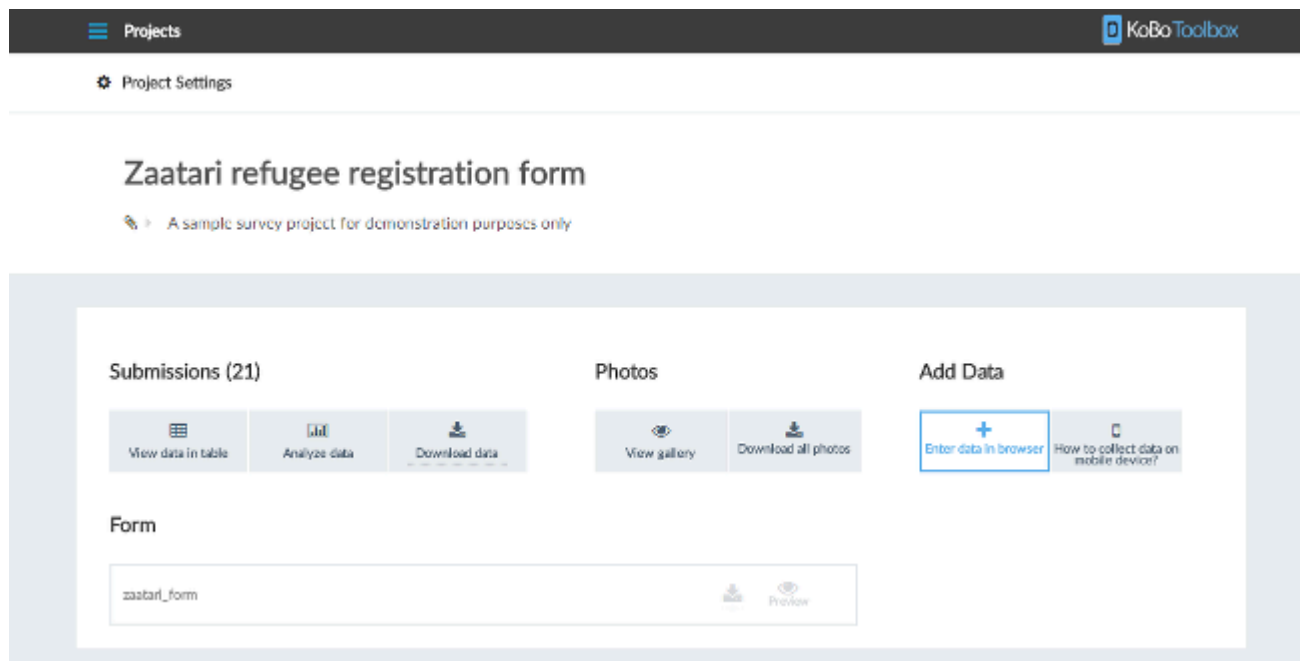 Projects
KoBoToolbox
Project Settings
Zaatari refugee registration form
A sample survey project for demonstration purposes only
Submissions (21)
Photos
Add Data
View data in table
Analyze data
Download data
View gallery
Download all photos
Enter data in browser
How to collect data on
mobile device?
Form
zaatari_form
Preview